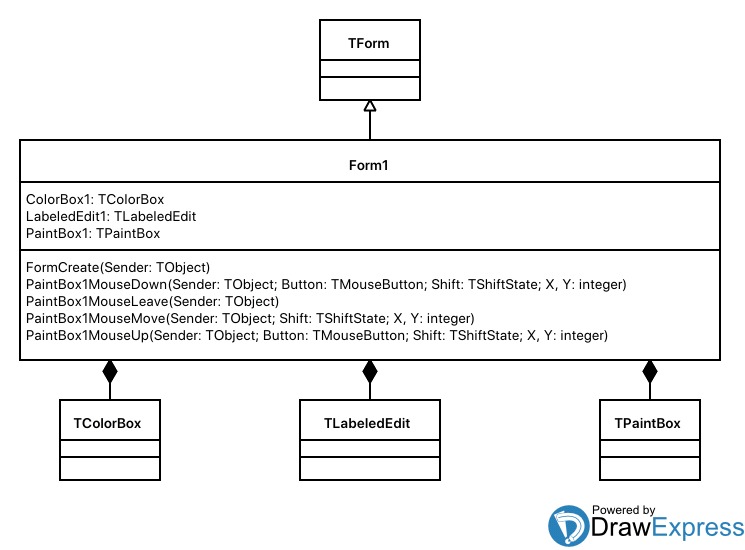 TForm
Form1
ColorBox1: TColorBox
LabeledEdit1: TLabeledEdit
PaintBox1: TPaintBox
FormCreate(Sender: TObject)
PaintBox1MouseDown(Sender: TObject; Button: TMouseButton; Shift: TShiftState; X, Y: integer)
PaintBox1MouseLeave(Sender: TObject)
PaintBox1MouseMove(Sender: TObject; Shift: TShiftState; X, Y: integer)
PaintBox1MouseUp(Sender: TObject; Button: TMouseButton; Shift: TShiftState; X, Y: integer)
TColorBox
TLabeledEdit
TPaintBox
Powered by
DrawExpress